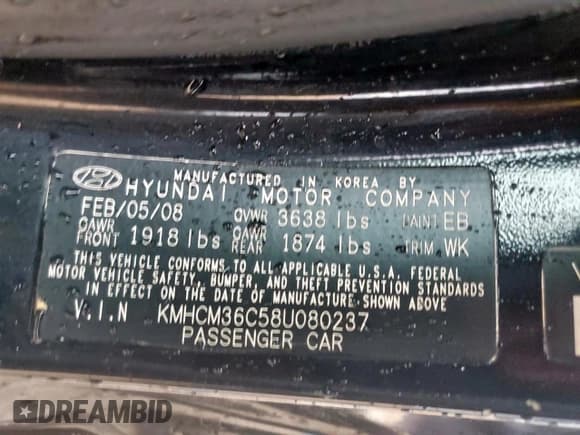 MANUFACTURED IN KOREA BY
HYUNDAI MOTOR COMPANY
FEB/05/08 GVWR 3638 lbs PAINT EB
GAWR FRONT 1918 lbs GAWR REAR 1874 lbs TRIM WK
THIS VEHICLE CONFORMS TO ALL APPLICABLE U.S.A. FEDERAL
MOTOR VEHICLE SAFETY, BUMPER, AND THEFT PREVENTION STANDARDS
IN EFFECT ON THE DATE OF MANUFACTURE SHOWN ABOVE
V.I.N KMHCM36C58U080237
PASSENGER CAR
DREAMBID